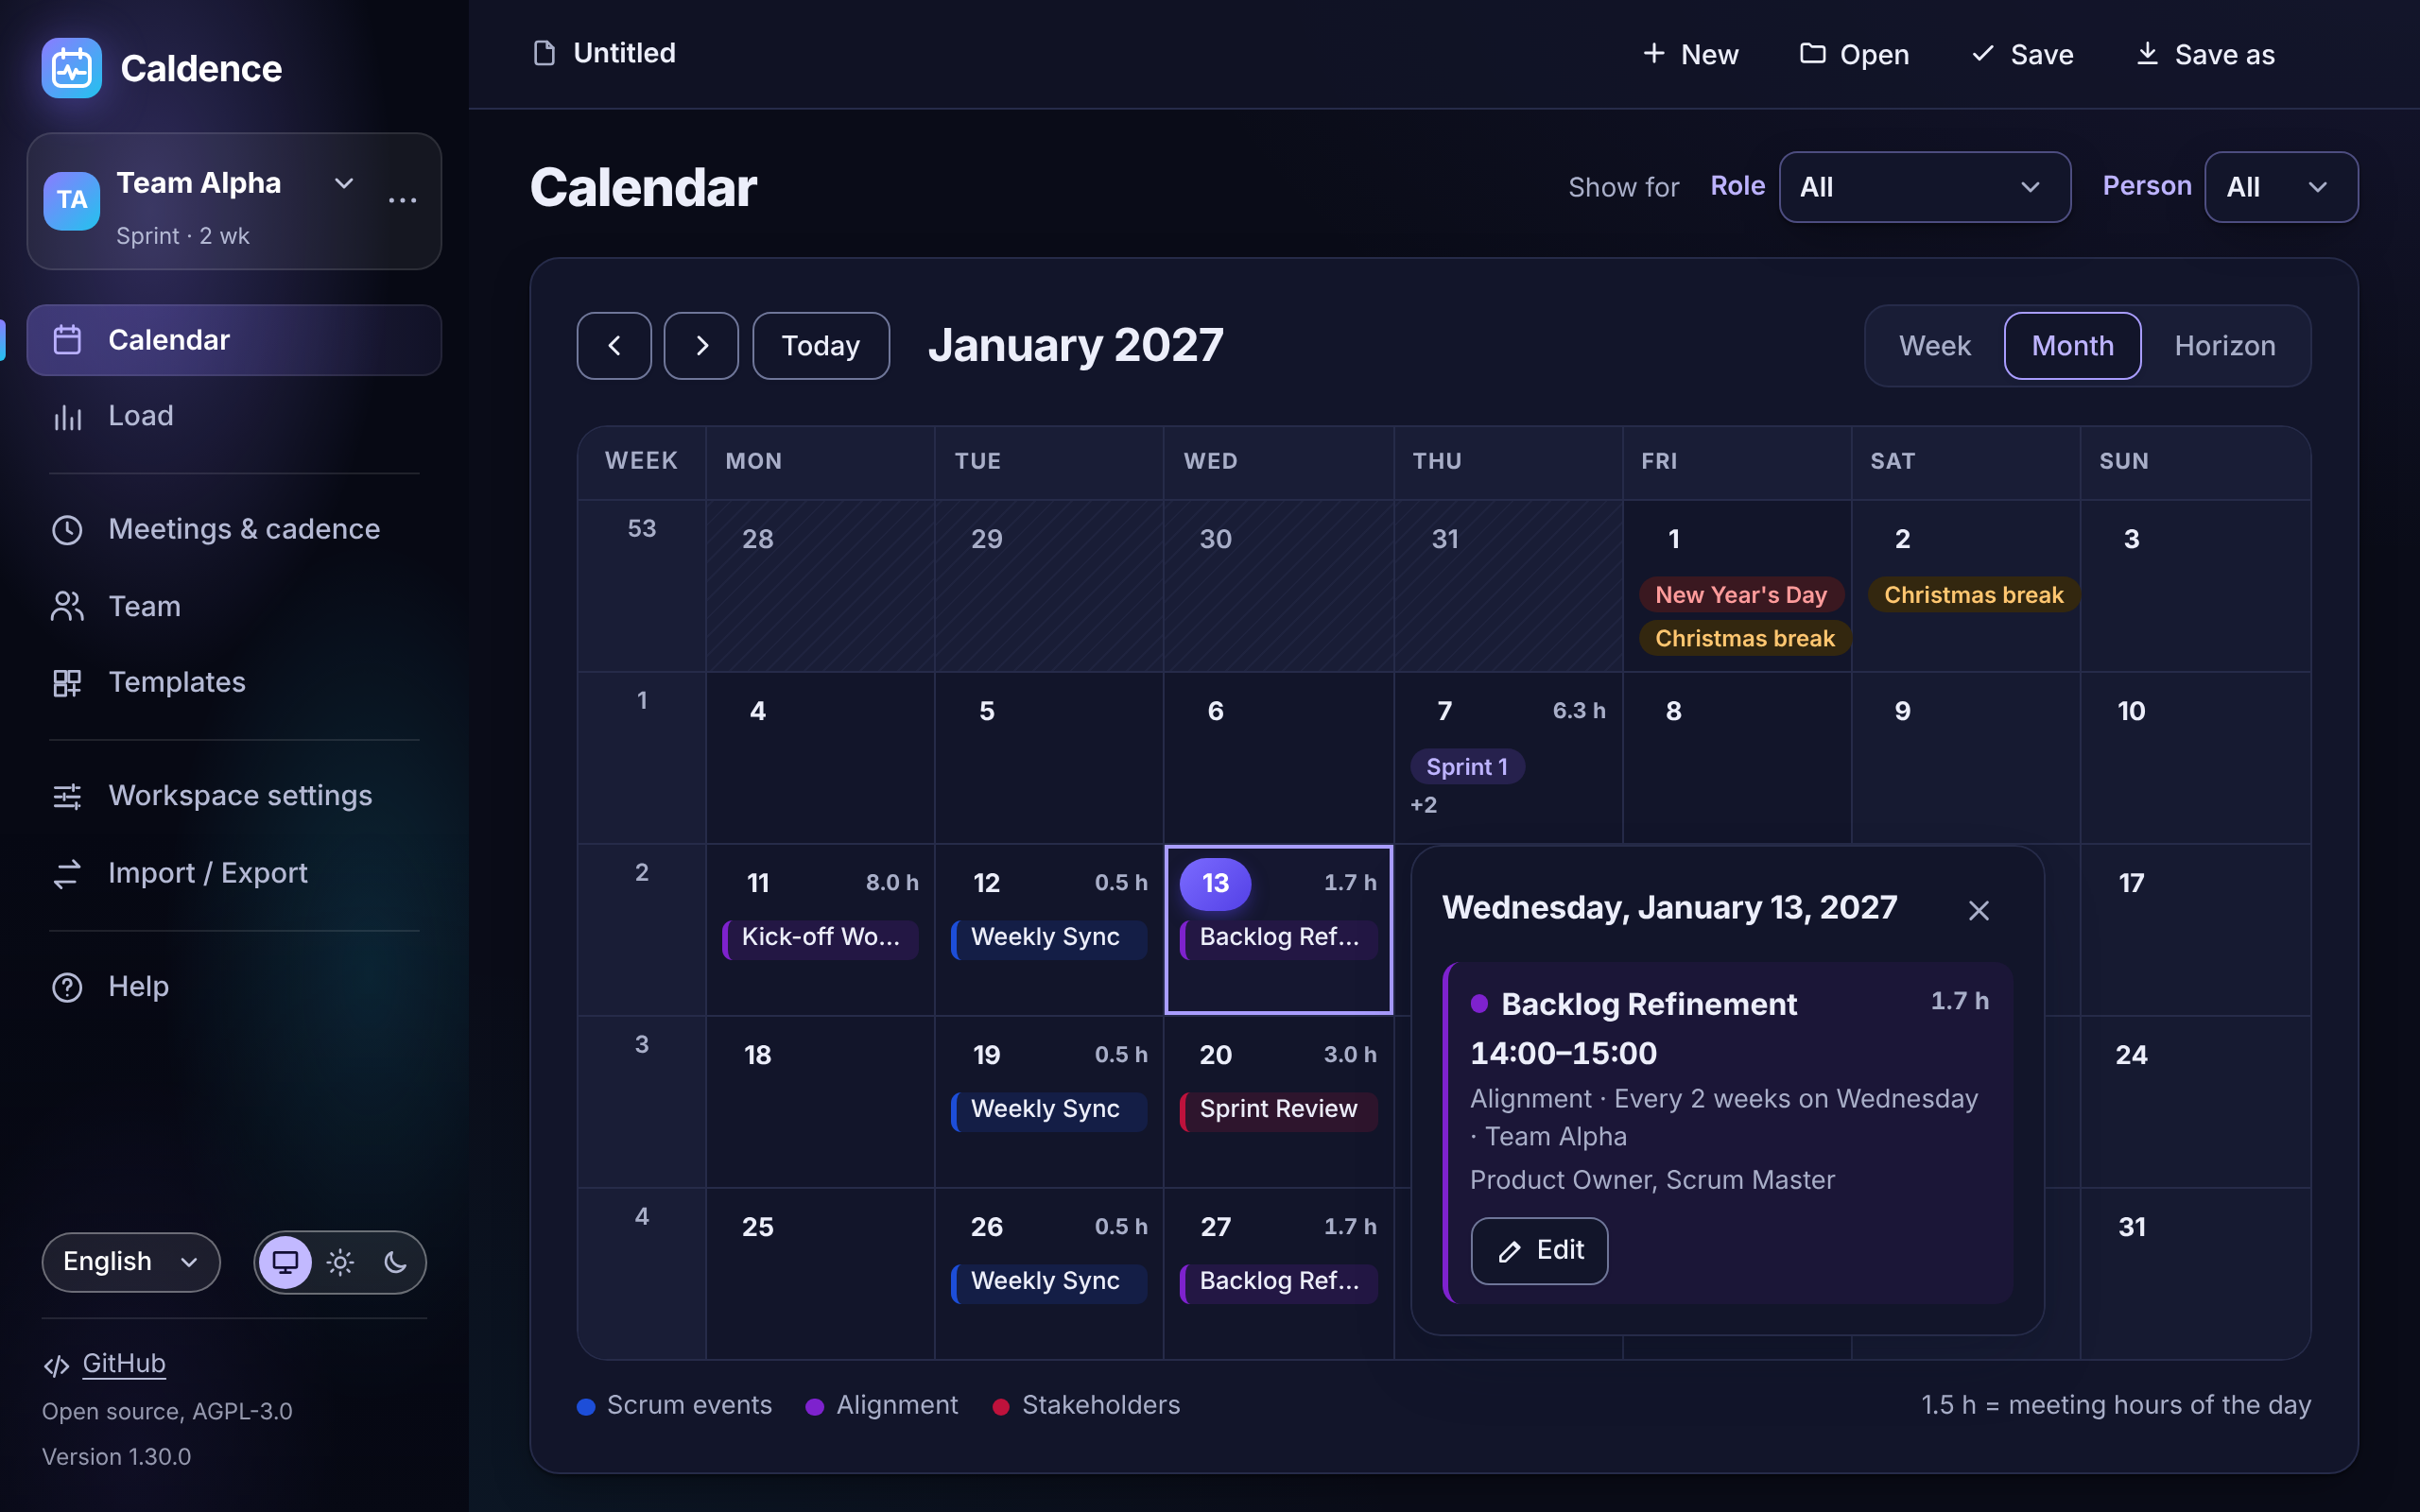 Caldence
TA
Team Alpha
Sprint · 2 wk
Calendar
Load
Meetings & cadence
Team
Templates
Workspace settings
Import / Export
Help
English
GitHub
Open source, AGPL-3.0
Version 1.30.0
Untitled
New
Open
Save
Save as
Calendar
Show for
Role
All
Person
All
Today
January 2027
Week
Month
Horizon
WEEK MON TUE WED THU FRI SAT SUN
53 28 29 30 31 1 2 3
New Year's Day
Christmas break
Christmas break
1 4 5 6 7 6.3 h 8 9 10
Sprint 1
+2
2 11 8.0 h 12 0.5 h 13 1.7 h 17
Kick-off Wo... Weekly Sync Backlog Ref...
3 18 19 0.5 h 20 3.0 h 24
Weekly Sync Sprint Review
4 25 26 0.5 h 27 1.7 h 31
Weekly Sync Backlog Ref...
Wednesday, January 13, 2027
Backlog Refinement 1.7 h
14:00–15:00
Alignment · Every 2 weeks on Wednesday
· Team Alpha
Product Owner, Scrum Master
Edit
Scrum events
Alignment
Stakeholders
1.5 h = meeting hours of the day